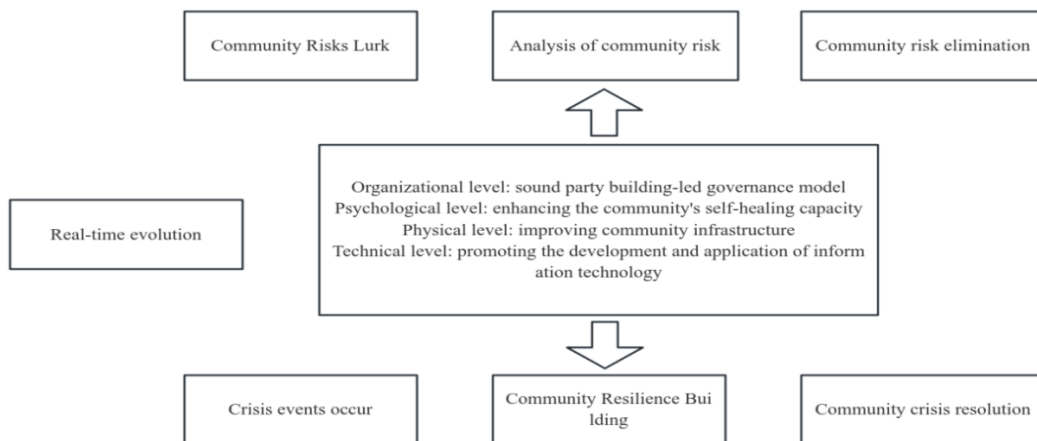 Community Risks Lurk
Analysis of community risk
Community risk elimination
Organizational level: sound party building-led governance model
Psychological level: enhancing the community's self-healing capacity
Physical level: improving community infrastructure
Technical level: promoting the development and application of inform
ation technology
Real-time evolution
Crisis events occur
Community Resilience Bui
lding
Community crisis resolution